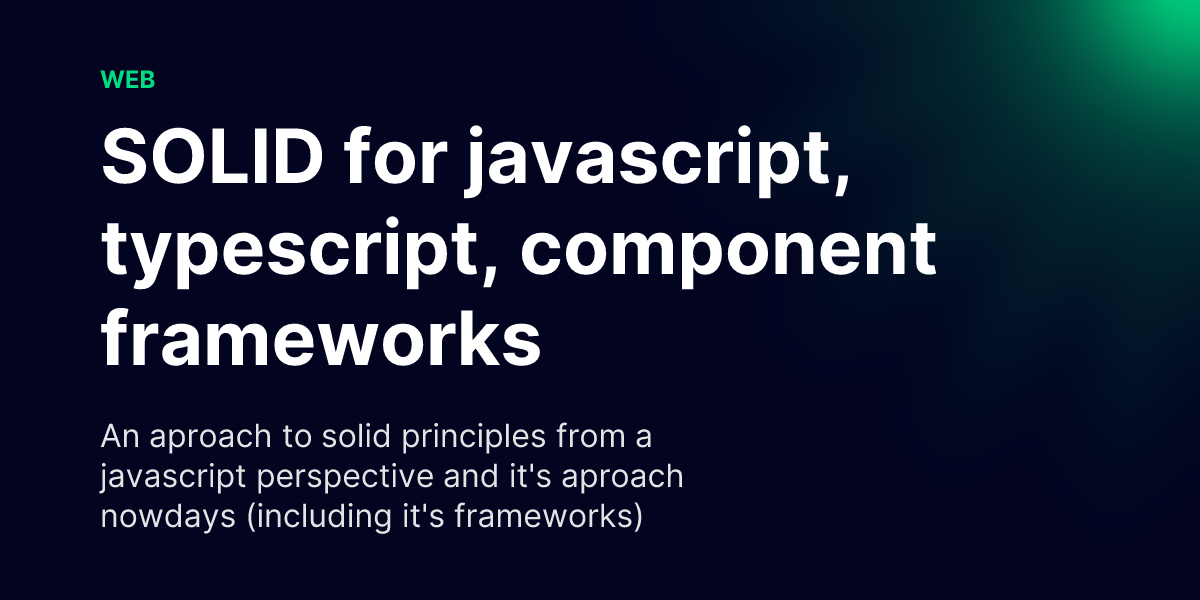 WEB
SOLID for javascript,
typescript, component
frameworks
An aproach to solid principles from a
javascript perspective and it's aproach
nowdays (including it's frameworks)